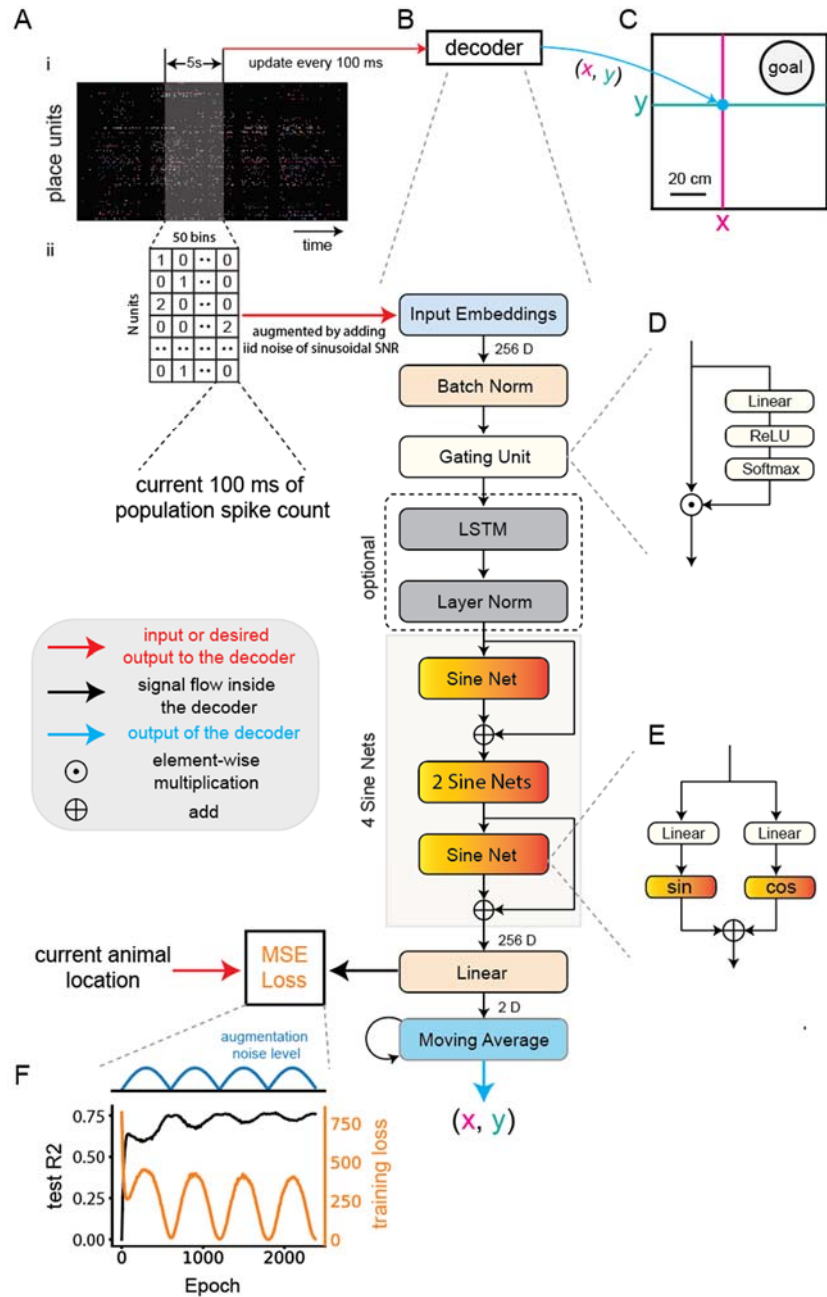 A
B
C
i
5s
update every 100 ms
decoder
(x, y)
goal
y
20 cm
x
place units
time
ii
50 bins
N units
1 0 •• 0
0 1 •• 0
2 0 •• 0
0 0 •• 2
•• •• •• ••
0 1 •• 0
augmented by adding
iid noise of sinusoidal SNR
current 100 ms of
population spike count
Input Embeddings
256 D
Batch Norm
Gating Unit
optional
LSTM
Layer Norm
4 Sine Nets
Sine Net
2 Sine Nets
Sine Net
256 D
Linear
2 D
Moving Average
(x, y)
D
Linear
ReLU
Softmax
input or desired
output to the decoder
signal flow inside
the decoder
output of the decoder
element-wise
multiplication
add
E
Linear Linear
sin cos
current animal
location
MSE
Loss
F
augmentation
noise level
test R2
0.75
0.50
0.25
0.00
750
500
250
0
training loss
0 1000 2000
Epoch